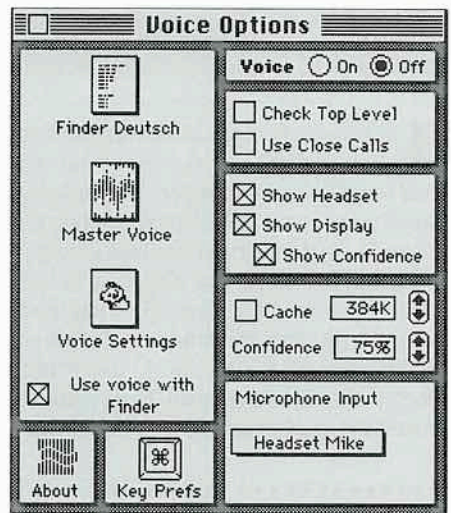 Voice Options
Finder Deutsch
Master Voice
Voice Settings
Use voice with
Finder
About
Key Prefs
Voice On Off
Check Top Level
Use Close Calls
Show Headset
Show Display
Show Confidence
Cache 384K
Confidence 75%
Microphone Input
Headset Mike